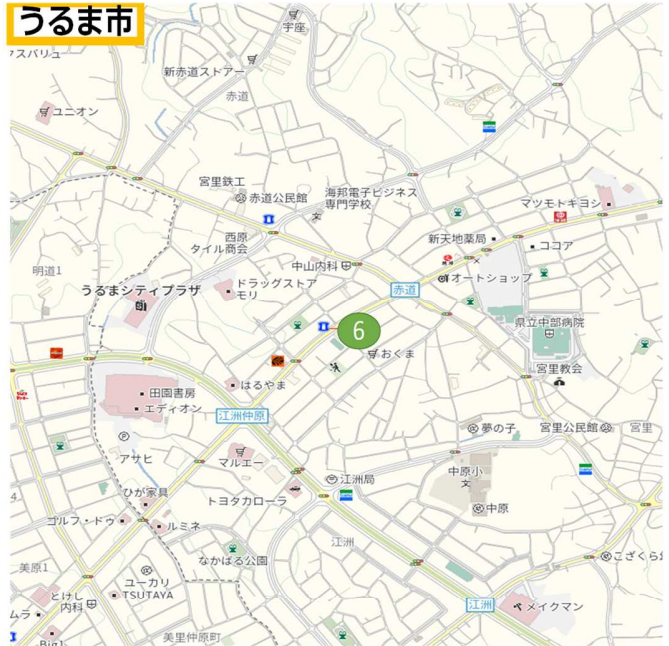 うるま市
宇座
クスバリュ
新赤道ストアー
赤道
ユニオン
宮里鉄工
赤道公民館
海邦電子ビジネス
専門学校
マツモトキヨシ
西原
タイル商会
新天地薬局
ココア
中山内科
オートショップ
明道1
うるまシティプラザ
ドラッグストア
モリ
赤道
県立中部病院
6
おくま
宮里教会
はるやま
田園書房
エディオン
江洲仲原
夢の子
宮里公民館
宮里
アサヒ
マルエー
中原小
江洲局
ひが家具
トヨタカローラ
中原
ゴルフ・ドゥ
ルミネ
江洲
なかばる公園
美原1
こざくら
ユーカリ
TSUTAYA
とけし
内科
江洲
メイクマン
ムラ
Big1
美里仲原町